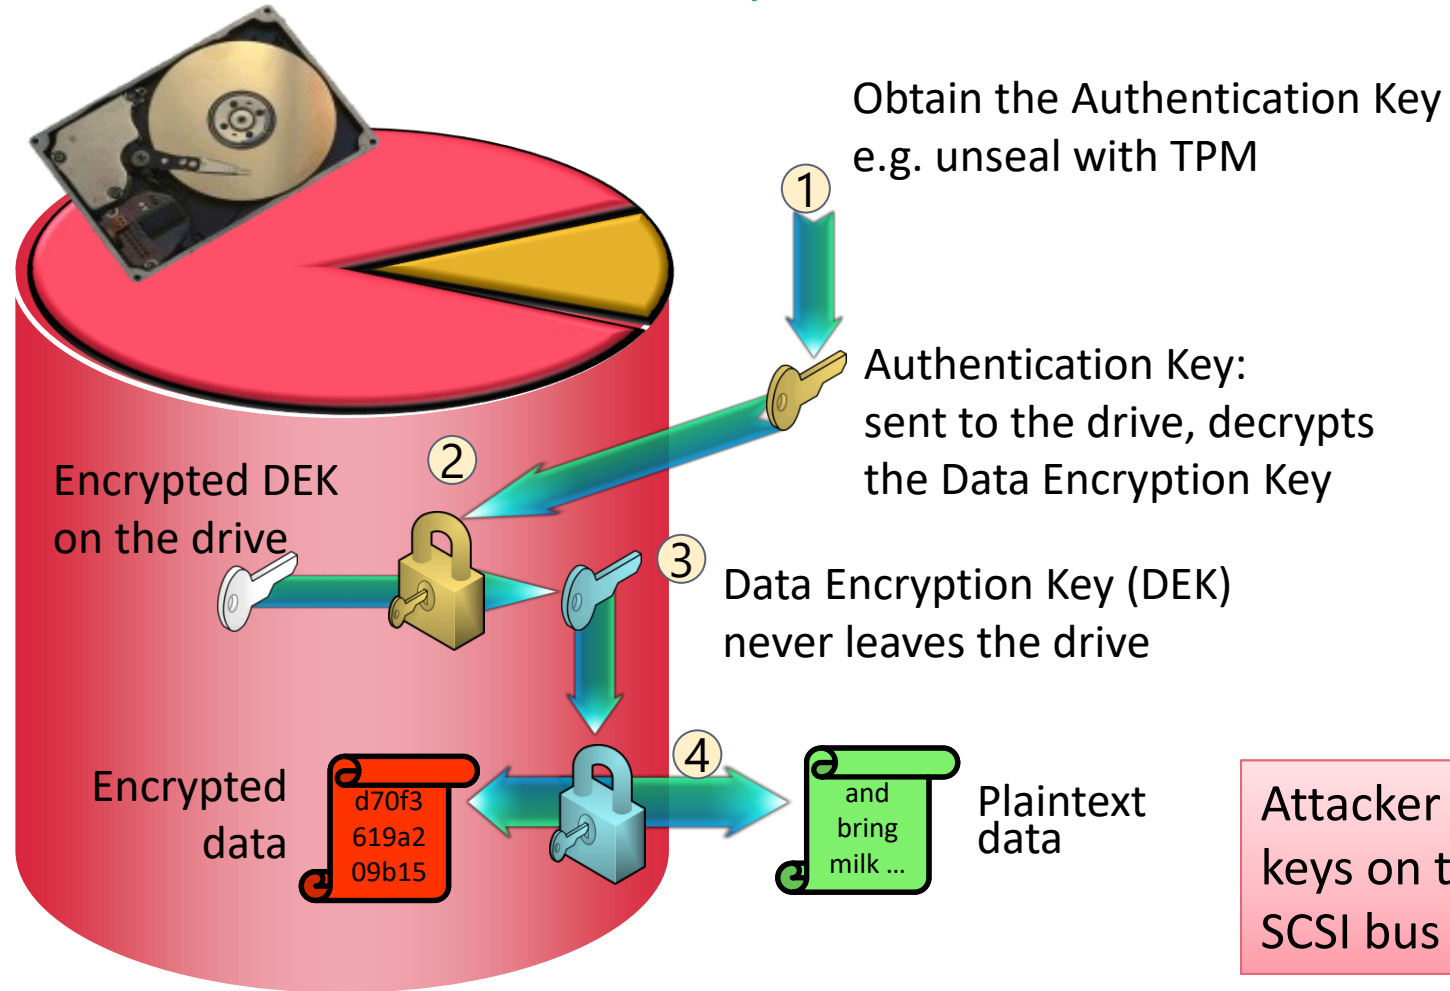 Obtain the Authentication Key
e.g. unseal with TPM
1
Authentication Key:
sent to the drive, decrypts
the Data Encryption Key
2
Encrypted DEK
on the drive
3
Data Encryption Key (DEK)
never leaves the drive
4
Encrypted
data
d70f3
619a2
09b15
and
bring
milk ...
Plaintext
data
Attacker
keys on t
SCSI bus